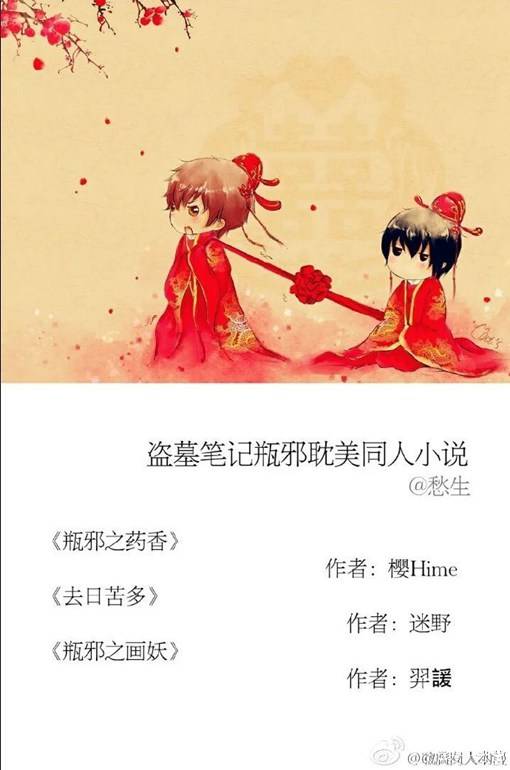 盗墓笔记瓶邪耽美同人小说
@愁生
《瓶邪之药香》
作者：樱Hime
《去日苦多》
作者：迷野
《瓶邪之画妖》
作者：羿諼